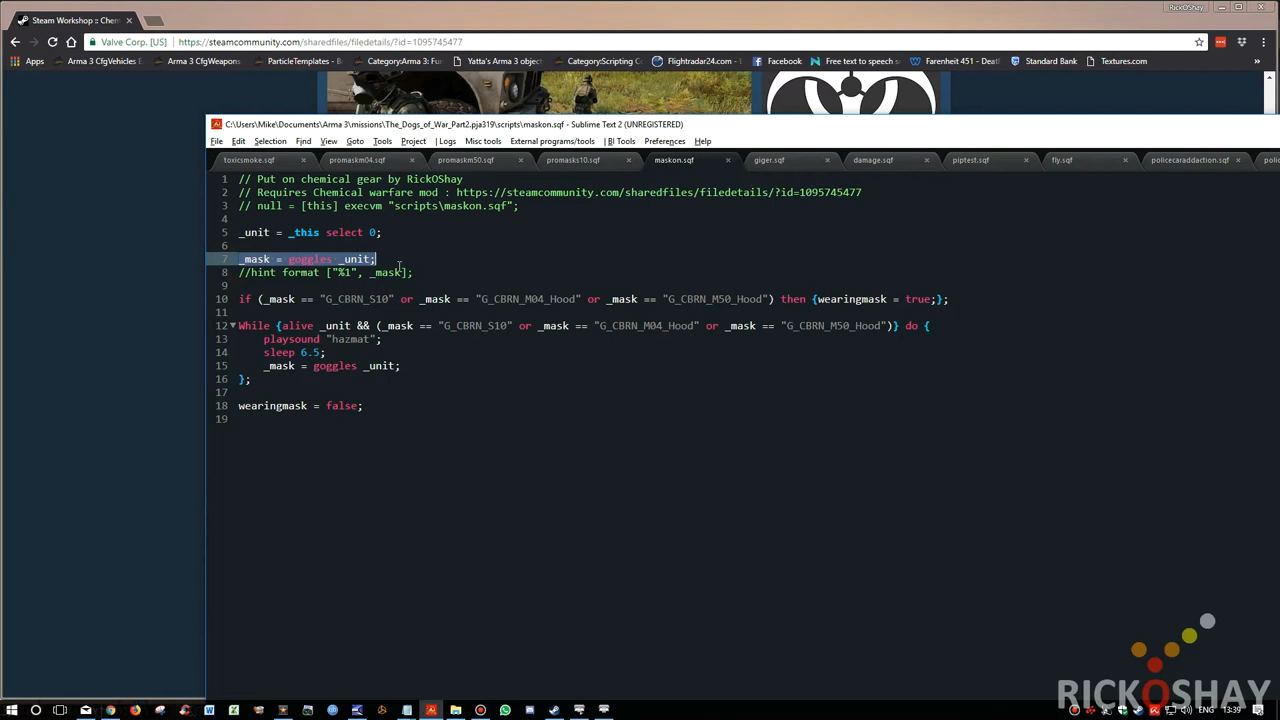 RickOShay
Steam Workshop :: Chem
Valve Corp. [US] https://steamcommunity.com/sharedfiles/filedetails/?id=1095745477
Apps Arma 3 CfgVehicles Arma 3 CfgWeapons ParticleTemplates - Category:Arma 3: Fun Yatta's Arma 3 object Category:Scripting Flightradar24.com Facebook Free text to speech Farenheit 451 – Death Standard Bank Textures.com »
C:\Users\Mike\Documents\Arma 3\missions\The_Dogs_of_War_Part2.pja319\scripts\maskon.sqf - Sublime Text 2 (UNREGISTERED)
File Edit Selection Find View Goto Tools Project | Logs Misc tools External programs/tools | BI Tools Preferences Help
toxicsmoke.sqf promaskm04.sqf promaskm50.sqf promasks10.sqf maskon.sqf giger.sqf damage.sqf piptest.sqf fly.sqf policecaraddaction.sqf
1 // Put on chemical gear by RickOShay
2 // Requires Chemical warfare mod : https://steamcommunity.com/sharedfiles/filedetails/?id=1095745477
3 // null = [this] execvm "scripts\maskon.sqf";
4
5 _unit = _this select 0;
6
7 _mask = goggles _unit;
8 //hint format ["%1", _mask];
9
10 if (_mask == "G_CBRN_S10" or _mask == "G_CBRN_M04_Hood" or _mask == "G_CBRN_M50_Hood") then {wearingmask = true;};
11
12 While {alive _unit && (_mask == "G_CBRN_S10" or _mask == "G_CBRN_M04_Hood" or _mask == "G_CBRN_M50_Hood")} do {
13 playsound "hazmat";
14 sleep 6.5;
15 _mask = goggles _unit;
16 };
17
18 wearingmask = false;
19
RICKOSHAY
ENG 13:39